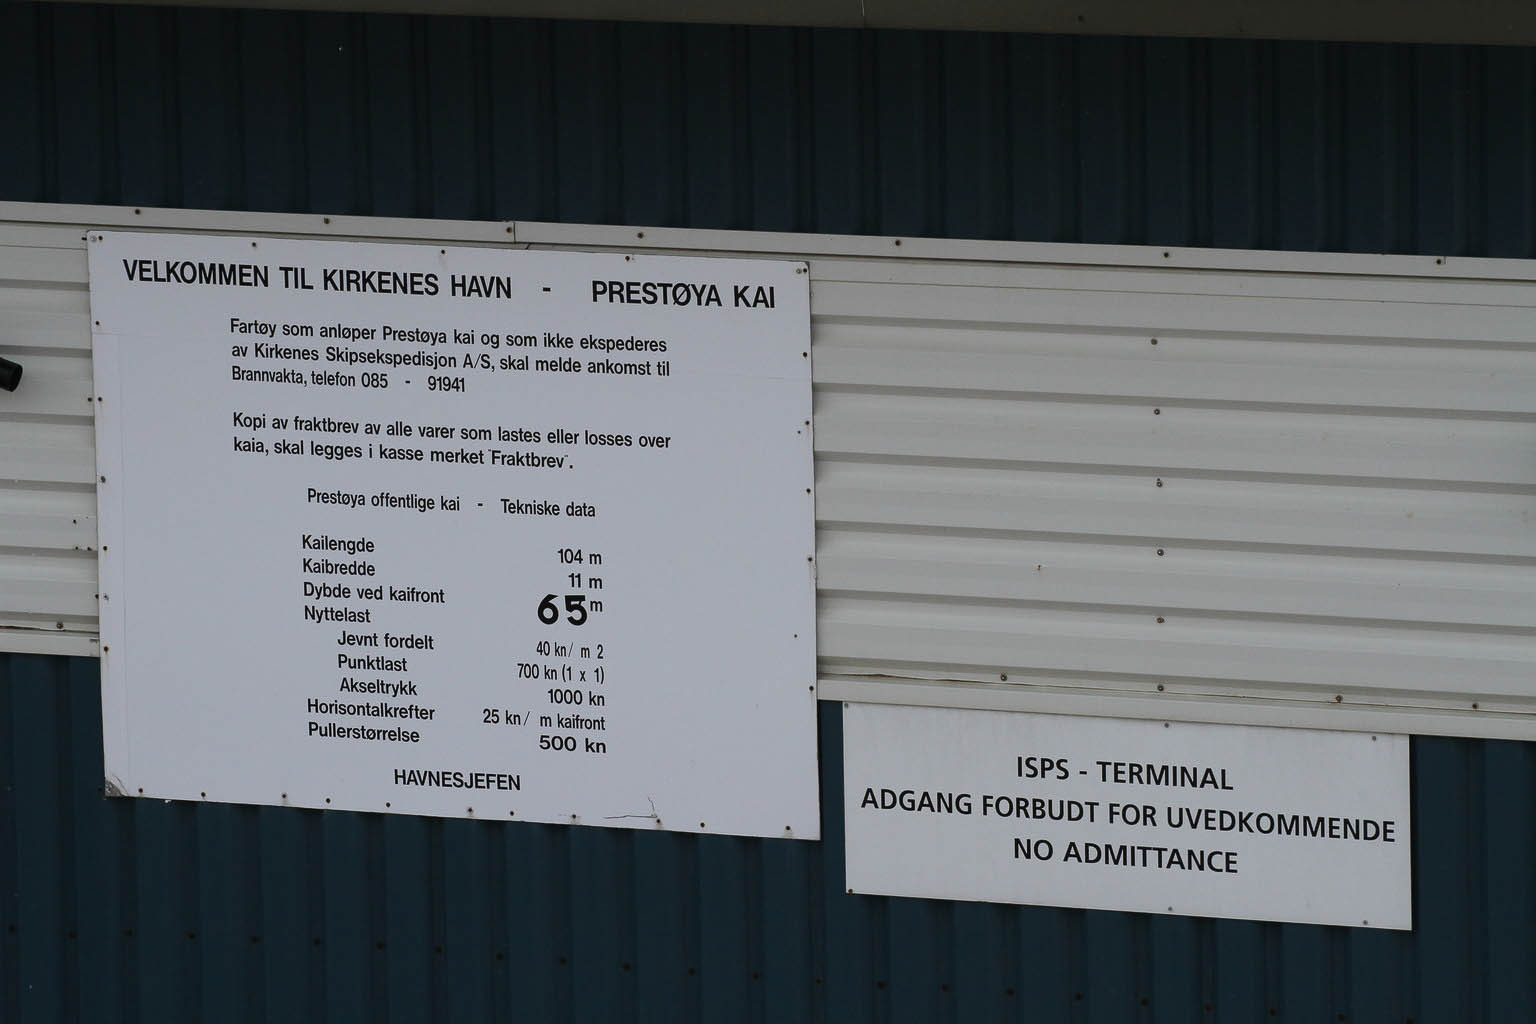 VELKOMMEN TIL KIRKENES HAVN - PRESTØYA KAI
Fartøy som anløper Prestøya kai og som ikke ekspederes
av Kirkenes Skipsekspedisjon A/S, skal melde ankomst til
Brannvakta, telefon 085 - 91941
Kopi av fraktbrev av alle varer som lastes eller losses over
kaia, skal legges i kasse merket "Fraktbrev".
Prestøya offentlige kai - Tekniske data
Kailengde 104 m
Kaibredde 11 m
Dybde ved kaifront 65 m
Nyttelast
Jevnt fordelt 40 kn/ m 2
Punktlast 700 kn (1 x 1)
Akseltrykk 1000 kn
Horisontalkrefter 25 kn/ m kaifront
Pullerstørrelse 500 kn
HAVNESJEFEN
ISPS - TERMINAL
ADGANG FORBUDT FOR UVEDKOMMENDE
NO ADMITTANCE